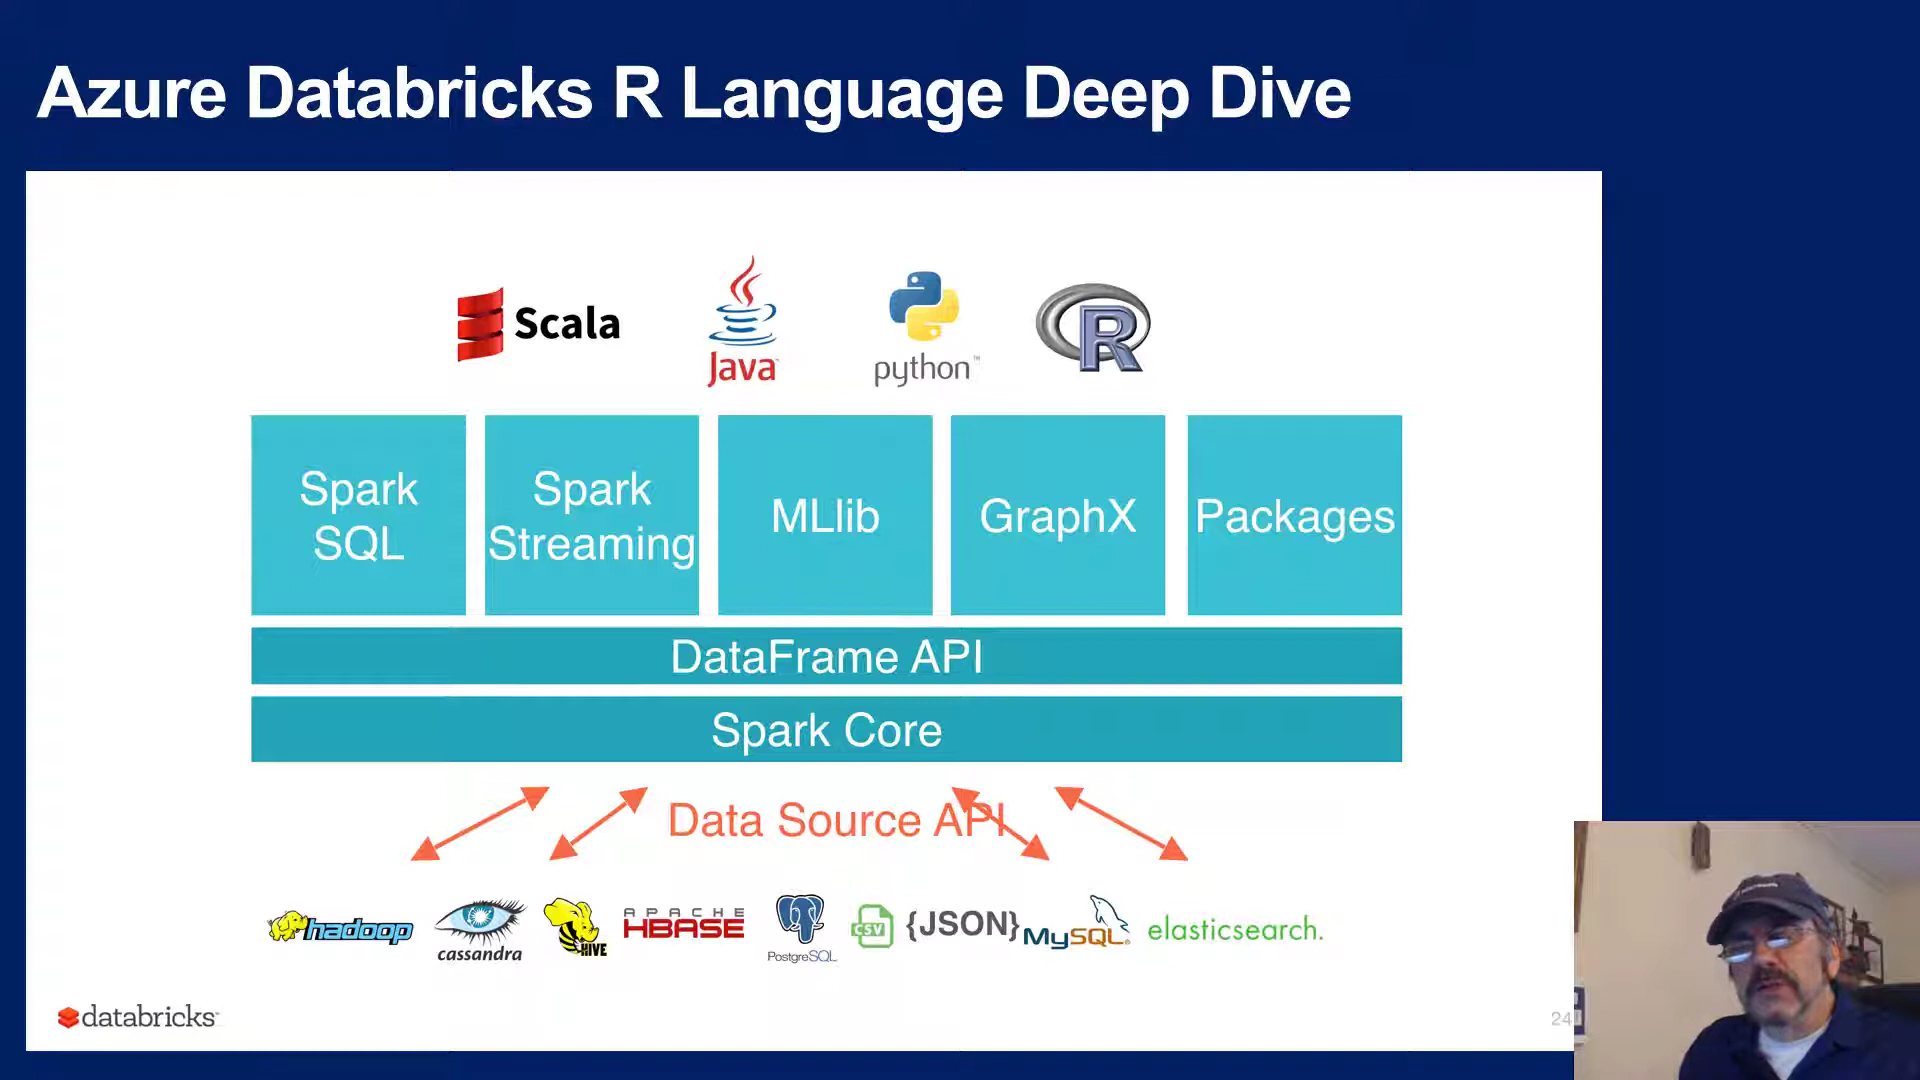 Azure Databricks R Language Deep Dive
Scala
Java
python™
R
Spark
SQL
Spark
Streaming
MLlib
GraphX
Packages
DataFrame API
Spark Core
Data Source API
hadoop
cassandra
HIVE
APACHE
HBASE
PostgreSQL
CSV
{JSON}
MySQL®
elasticsearch.
databricks
24